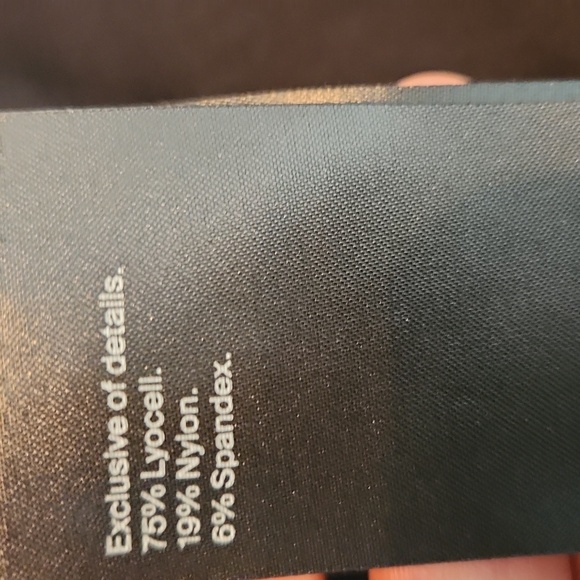 Exclusive of details.
75% Lyocell.
19% Nylon.
6% Spandex.